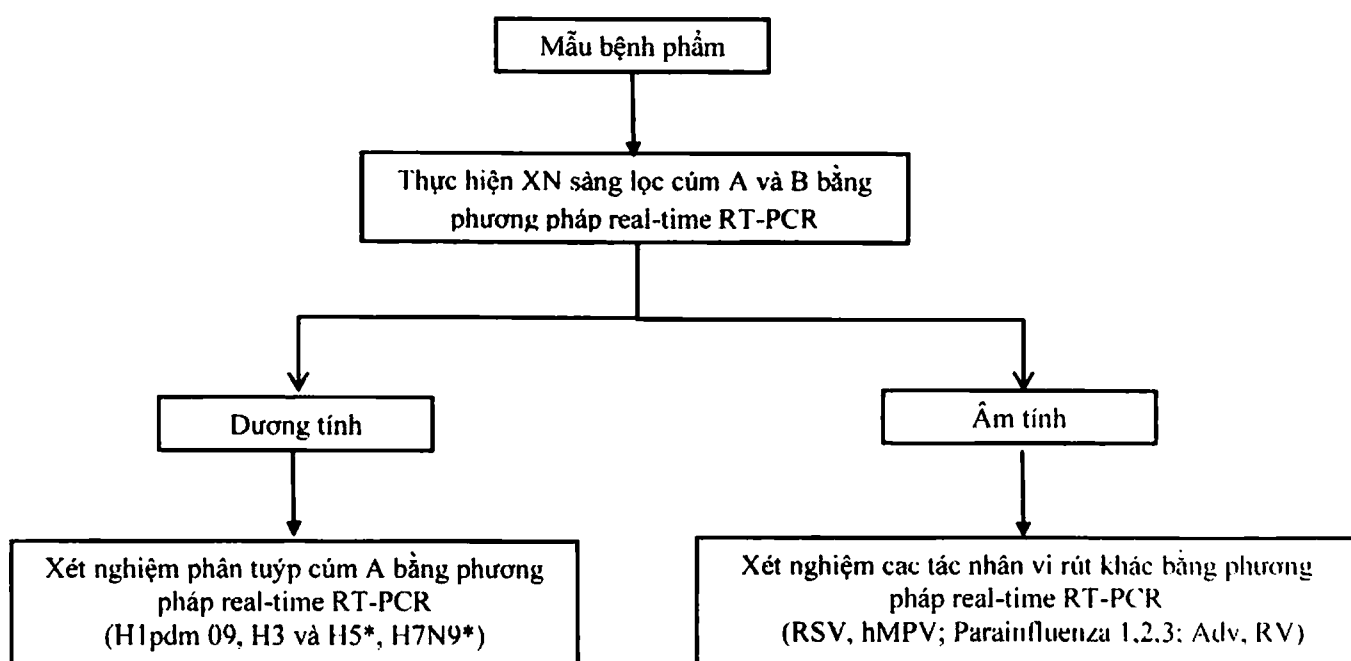 Mẫu bệnh phẩm
Thực hiện XN sàng lọc cúm A và B bằng
phương pháp real-time RT-PCR
Dương tính
Âm tính
Xét nghiệm phân tuýp cúm A bằng phương
pháp real-time RT-PCR
(H1pdm 09, H3 và H5*, H7N9*)
Xét nghiệm các tác nhân vi rút khác bằng phương
pháp real-time RT-PCR
(RSV, hMPV; Parainfluenza 1,2,3; Adv, RV)